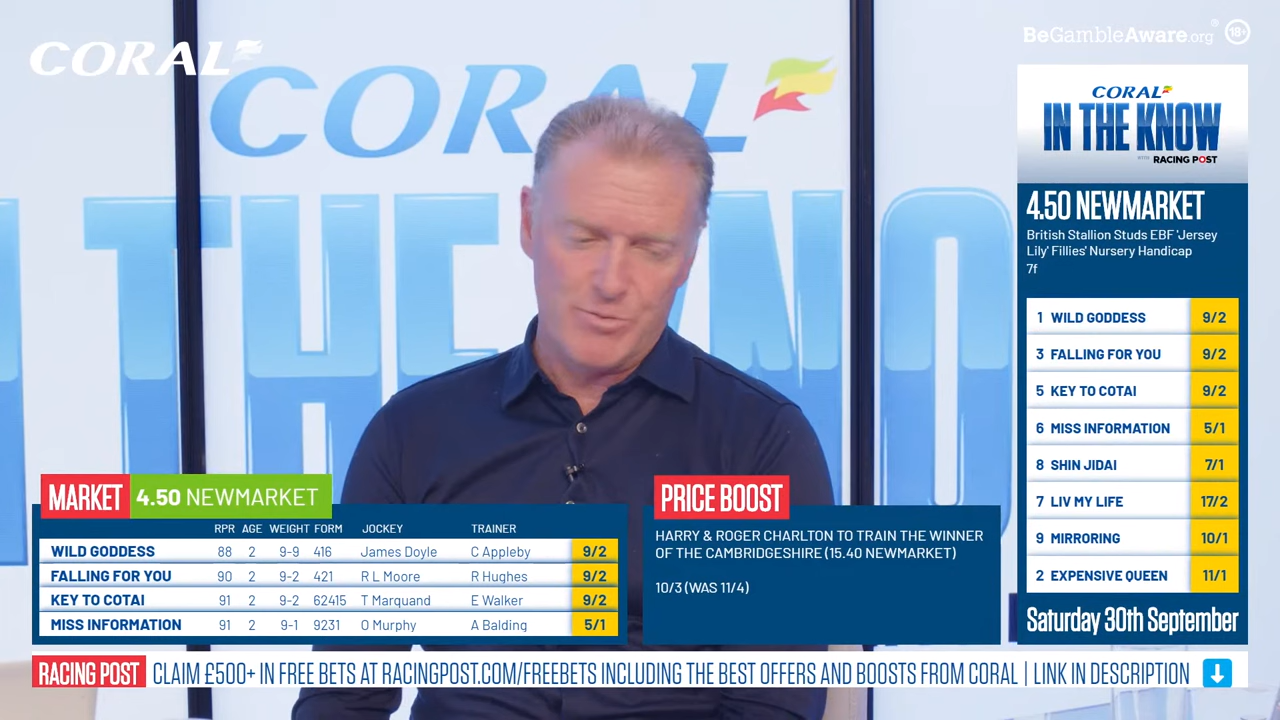 CORAL
BeGambleAware.org® 18+
CORAL
THE KNO
CORAL
IN THE KNOW
WITH RACING POST
4.50 NEWMARKET
British Stallion Studs EBF 'Jersey
Lily' Fillies' Nursery Handicap
7f
1 WILD GODDESS 9/2
3 FALLING FOR YOU 9/2
5 KEY TO COTAI 9/2
6 MISS INFORMATION 5/1
8 SHIN JIDAI 7/1
7 LIV MY LIFE 17/2
9 MIRRORING 10/1
2 EXPENSIVE QUEEN 11/1
Saturday 30th September
MARKET 4.50 NEWMARKET
RPR AGE WEIGHT FORM JOCKEY TRAINER
WILD GODDESS 88 2 9-9 416 James Doyle C Appleby 9/2
FALLING FOR YOU 90 2 9-2 421 R L Moore R Hughes 9/2
KEY TO COTAI 91 2 9-2 62415 T Marquand E Walker 9/2
MISS INFORMATION 91 2 9-1 9231 O Murphy A Balding 5/1
PRICE BOOST
HARRY & ROGER CHARLTON TO TRAIN THE WINNER
OF THE CAMBRIDGESHIRE (15.40 NEWMARKET)
10/3 (WAS 11/4)
RACING POST CLAIM £500+ IN FREE BETS AT RACINGPOST.COM/FREEBETS INCLUDING THE BEST OFFERS AND BOOSTS FROM CORAL | LINK IN DESCRIPTION